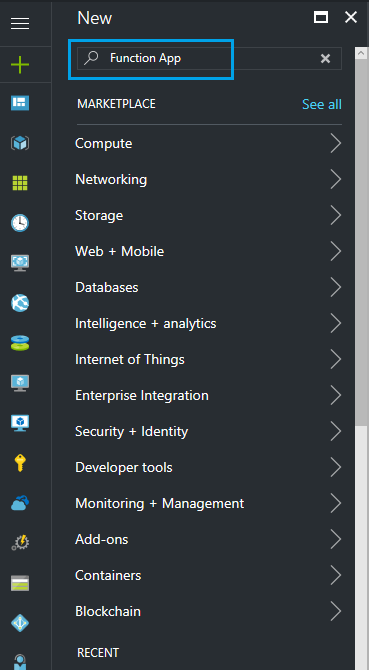 New
Function App
MARKETPLACE See all
Compute
Networking
Storage
Web + Mobile
Databases
Intelligence + analytics
Internet of Things
Enterprise Integration
Security + Identity
Developer tools
Monitoring + Management
Add-ons
Containers
Blockchain
RECENT